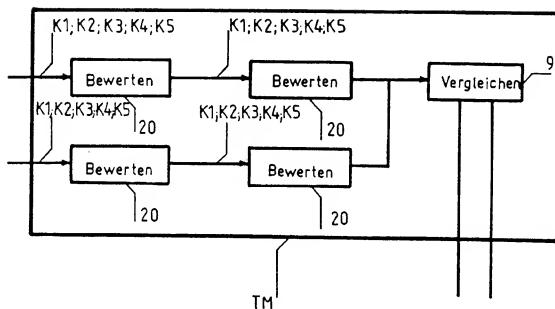 K1; K2; K3; K4; K5 K1; K2; K3; K4; K5
9
Bewerten Bewerten Vergleichen
20 20
K1;K2;K3;K4;K5 K1;K2;K3;K4;K5
Bewerten Bewerten
20 20
TM